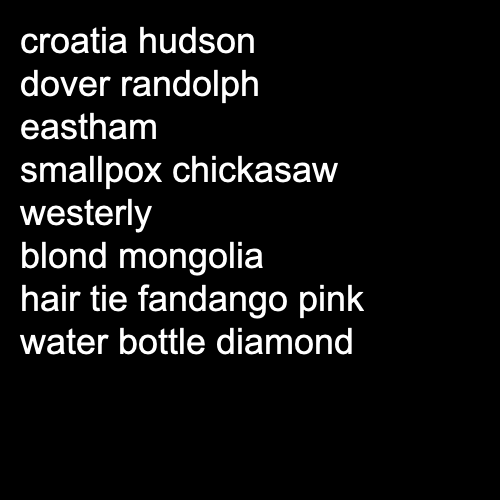 croatia hudson
dover randolph
eastham
smallpox chickasaw
westerly
blond mongolia
hair tie fandango pink
water bottle diamond